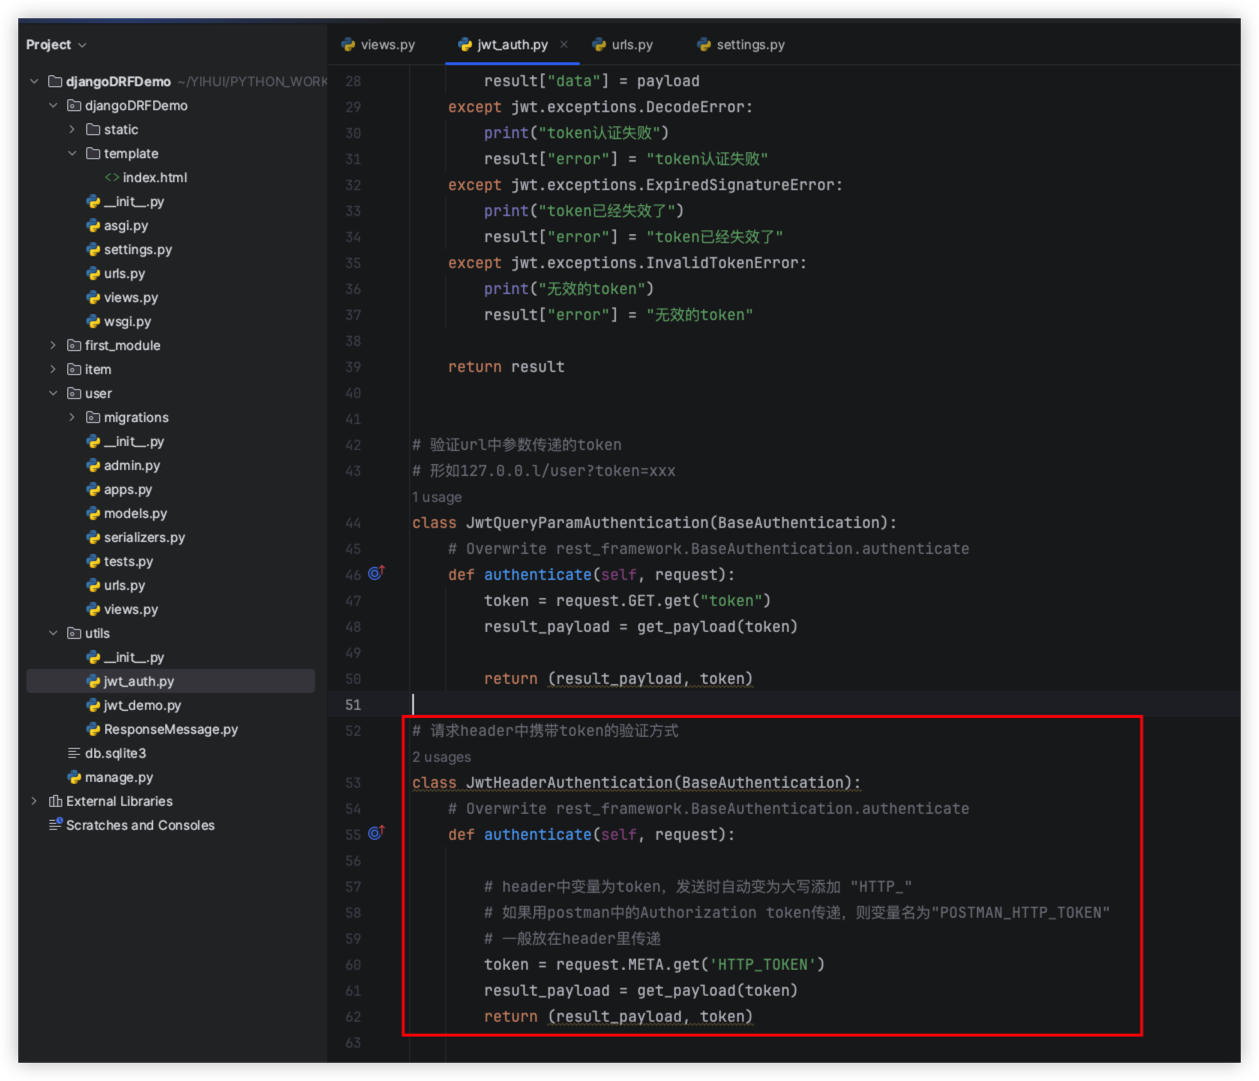 Project
views.py
jwt_auth.py
urls.py
settings.py
djangoDRFDemo ~/YIHUI/PYTHON_WORK
djangoDRFDemo
static
template
index.html
__init__.py
asgi.py
settings.py
urls.py
views.py
wsgi.py
first_module
item
user
migrations
__init__.py
admin.py
apps.py
models.py
serializers.py
tests.py
urls.py
views.py
utils
__init__.py
jwt_auth.py
jwt_demo.py
ResponseMessage.py
db.sqlite3
manage.py
External Libraries
Scratches and Consoles
28 result["data"] = payload
29 except jwt.exceptions.DecodeError:
30 print("token认证失败")
31 result["error"] = "token认证失败"
32 except jwt.exceptions.ExpiredSignatureError:
33 print("token已经失效了")
34 result["error"] = "token已经失效了"
35 except jwt.exceptions.InvalidTokenError:
36 print("无效的token")
37 result["error"] = "无效的token"
38
39 return result
40
41
42 # 验证url中参数传递的token
43 # 形如127.0.0.l/user?token=xxx
1 usage
44 class JwtQueryParamAuthentication(BaseAuthentication):
45 # Overwrite rest_framework.BaseAuthentication.authenticate
46 def authenticate(self, request):
47 token = request.GET.get("token")
48 result_payload = get_payload(token)
49
50 return (result_payload, token)
51
52 # 请求header中携带token的验证方式
2 usages
53 class JwtHeaderAuthentication(BaseAuthentication):
54 # Overwrite rest_framework.BaseAuthentication.authenticate
55 def authenticate(self, request):
56
57 # header中变量为token，发送时自动变为大写添加 "HTTP_"
58 # 如果用postman中的Authorization token传递，则变量名为"POSTMAN_HTTP_TOKEN"
59 # 一般放在header里传递
60 token = request.META.get('HTTP_TOKEN')
61 result_payload = get_payload(token)
62 return (result_payload, token)
63